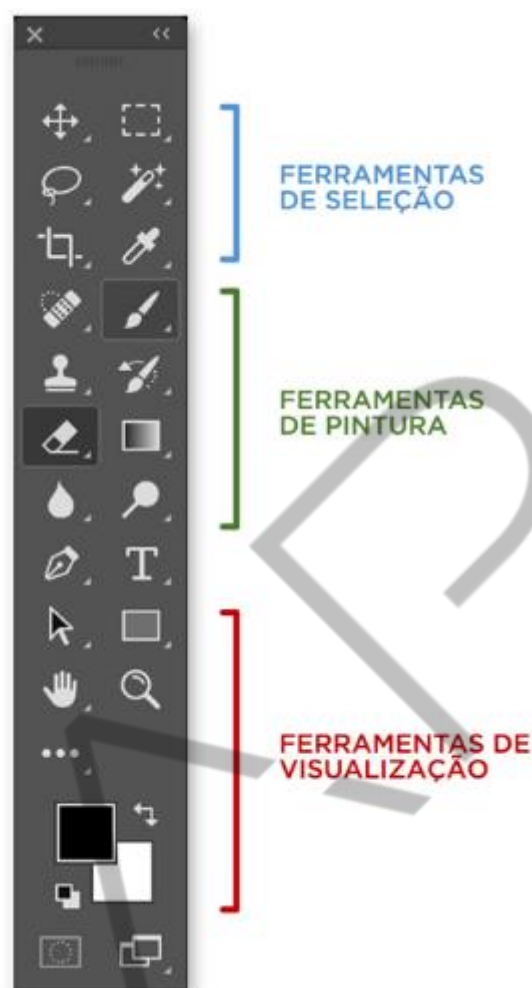 FERRAMENTAS
DE SELEÇÃO
FERRAMENTAS
DE PINTURA
T
FERRAMENTAS DE
VISUALIZAÇÃO